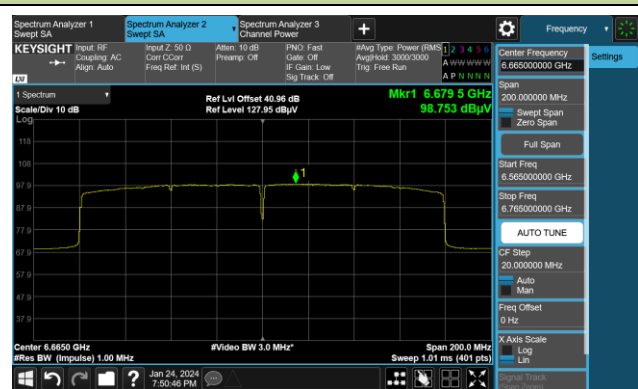 Spectrum Analyzer 1
Swept SA
Spectrum Analyzer 2
Swept SA
Spectrum Analyzer 3
Channel Power
Frequency
KEYSIGHT
Input: RF
Coupling: AC
Align: Auto
Input Z: 50 Ω
Corr CCorr
Freq Ref: Int (S)
Atten: 10 dB
Preamp: Off
PNO: Fast
Gate: Off
IF Gain: Low
Sig Track: Off
#Avg Type: Power (RMS
Avg|Hold: 3000/3000
Trig: Free Run
1 2 3 4 5 6
A W W W W W
A P N N N N
LXI
1 Spectrum
Scale/Div 10 dB
Log
Ref Lvl Offset 40.96 dB
Ref Level 127.95 dBµV
Mkr1 6.679 5 GHz
98.753 dBµV
118
108
97.9
87.9
77.9
67.9
57.9
47.9
37.9
1
Center 6.6650 GHz
#Res BW (Impulse) 1.00 MHz
#Video BW 3.0 MHz*
Span 200.0 MHz
Sweep 1.01 ms (401 pts)
Jan 24, 2024
7:50:46 PM
Center Frequency
6.665000000 GHz
Settings
Span
200.000000 MHz
Swept Span
Zero Span
Full Span
Start Freq
6.565000000 GHz
Stop Freq
6.765000000 GHz
AUTO TUNE
CF Step
20.000000 MHz
Auto
Man
Freq Offset
0 Hz
X Axis Scale
Log
Lin
Signal Track
(Span Zoom)